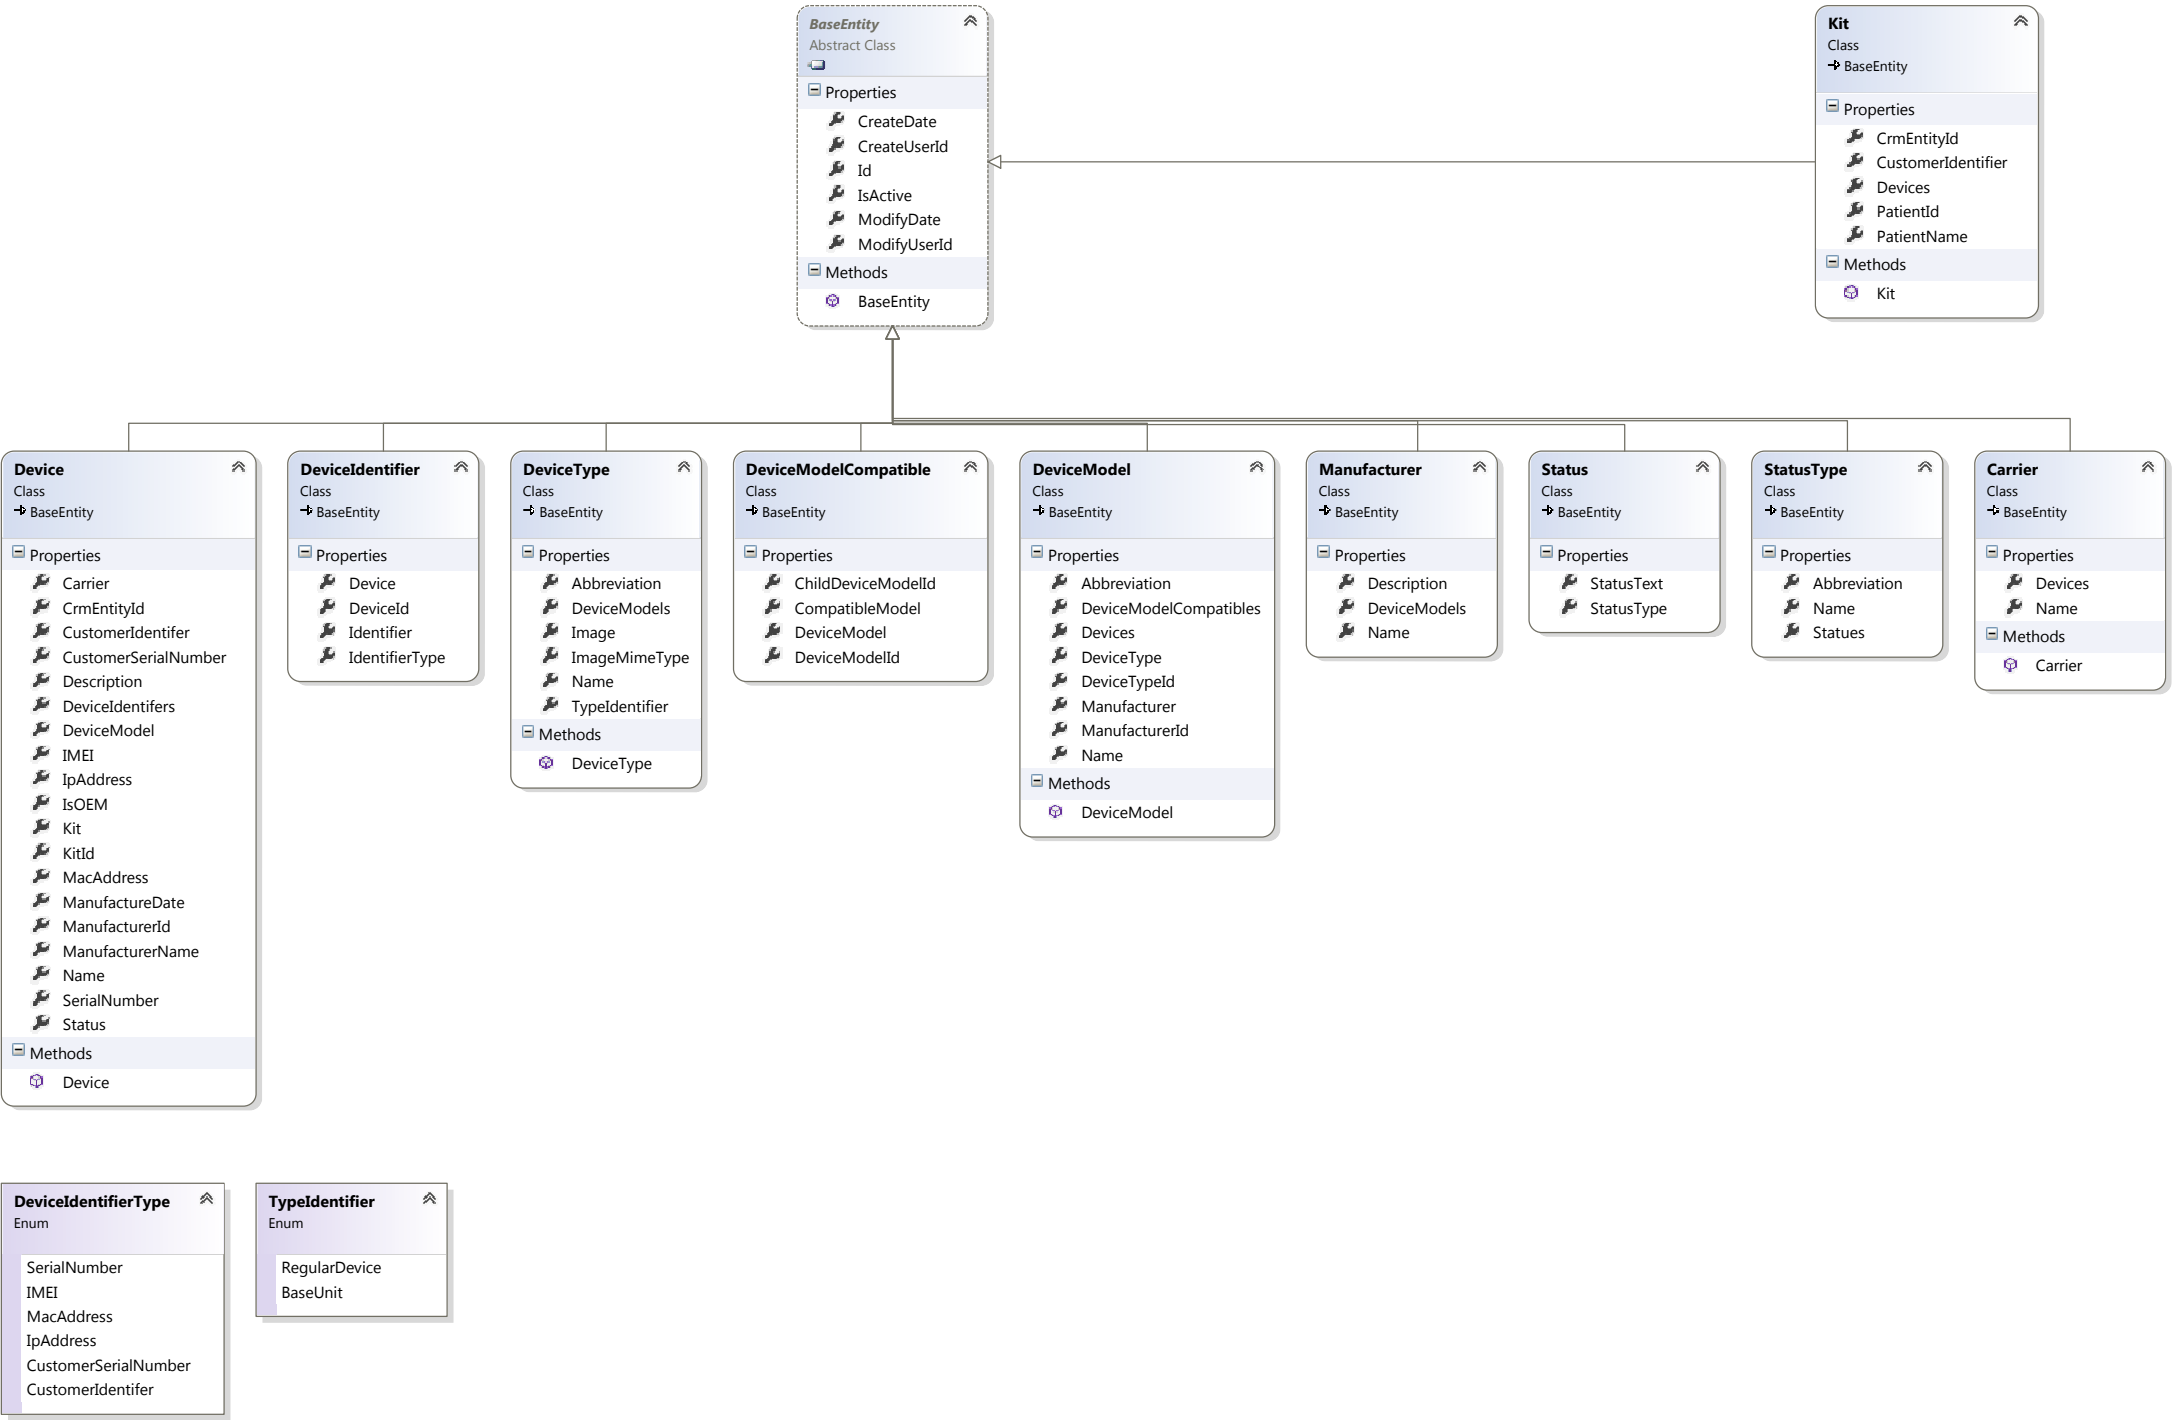 BaseEntity
Abstract Class
Properties
CreateDate
CreateUserId
Id
IsActive
ModifyDate
ModifyUserId
Methods
BaseEntity
Kit
Class
BaseEntity
Properties
CrmEntityId
CustomerIdentifier
Devices
PatientId
PatientName
Methods
Kit
Device
Class
BaseEntity
Properties
Carrier
CrmEntityId
CustomerIdentifer
CustomerSerialNumber
Description
DeviceIdentifers
DeviceModel
IMEI
IpAddress
IsOEM
Kit
KitId
MacAddress
ManufactureDate
ManufacturerId
ManufacturerName
Name
SerialNumber
Status
Methods
Device
DeviceIdentifier
Class
BaseEntity
Properties
Device
DeviceId
Identifier
IdentifierType
DeviceType
Class
BaseEntity
Properties
Abbreviation
DeviceModels
Image
ImageMimeType
Name
TypeIdentifier
Methods
DeviceType
DeviceModelCompatible
Class
BaseEntity
Properties
ChildDeviceModelId
CompatibleModel
DeviceModel
DeviceModelId
DeviceModel
Class
BaseEntity
Properties
Abbreviation
DeviceModelCompatibles
Devices
DeviceType
DeviceTypeId
Manufacturer
ManufacturerId
Name
Methods
DeviceModel
Manufacturer
Class
BaseEntity
Properties
Description
DeviceModels
Name
Status
Class
BaseEntity
Properties
StatusText
StatusType
StatusType
Class
BaseEntity
Properties
Abbreviation
Name
Statues
Carrier
Class
BaseEntity
Properties
Devices
Name
Methods
Carrier
DeviceIdentifierType
Enum
SerialNumber
IMEI
MacAddress
IpAddress
CustomerSerialNumber
CustomerIdentifer
TypeIdentifier
Enum
RegularDevice
BaseUnit